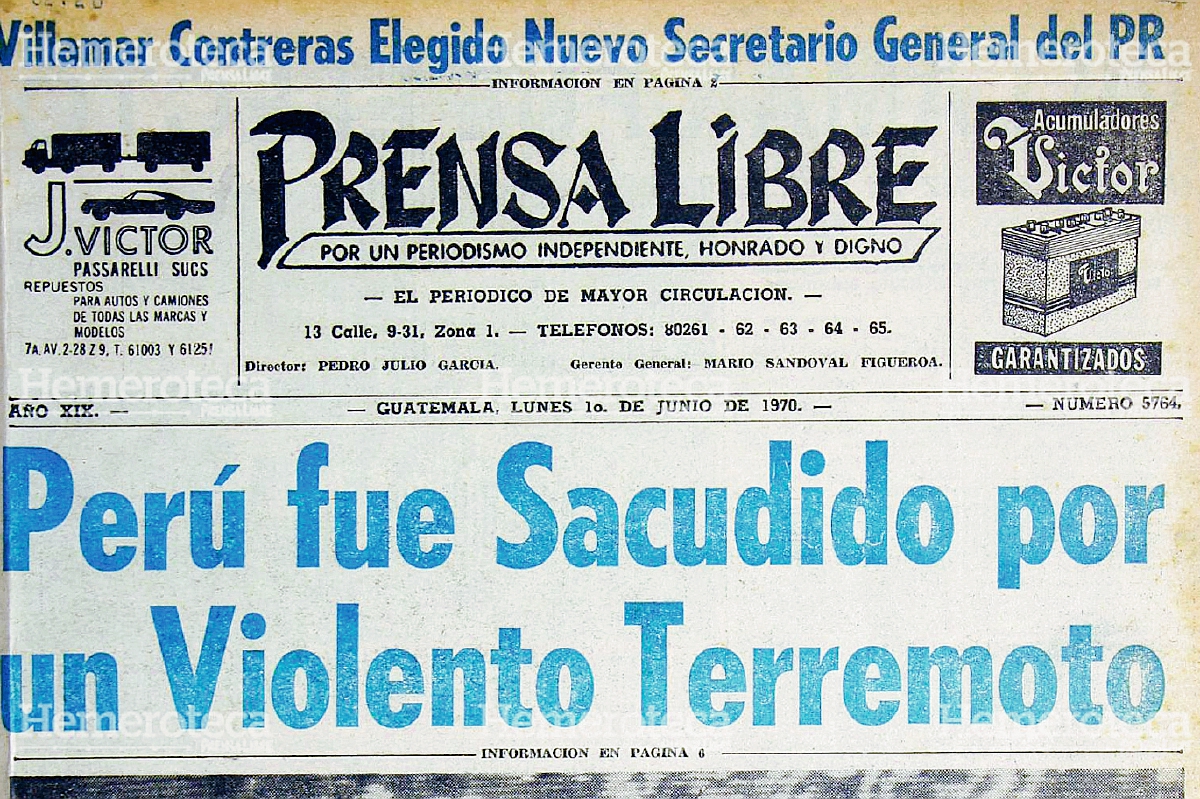 Villamar Contreras Elegido Nuevo Secretario General del PR
INFORMACION EN PAGINA 2
J. VICTOR
PASSARELLI SUCS
REPUESTOS
PARA AUTOS Y CAMIONES
DE TODAS LAS MARCAS Y
MODELOS
7A. AV. 2-28 Z 9, T. 61003 Y 61251
PRENSA LIBRE
POR UN PERIODISMO INDEPENDIENTE, HONRADO Y DIGNO
— EL PERIODICO DE MAYOR CIRCULACION. —
13 Calle, 9-31, Zona 1. — TELEFONOS: 80261 - 62 - 63 - 64 - 65.
Director: PEDRO JULIO GARCIA. Gerente General: MARIO SANDOVAL FIGUEROA.
Acumuladores
Victor
Victor
GARANTIZADOS
AÑO XIX. — — GUATEMALA, LUNES 1o. DE JUNIO DE 1970. — — NUMERO 5764.
Perú fue Sacudido por
un Violento Terremoto
INFORMACION EN PAGINA 6
Hemeroteca
PRENSA LIBRE